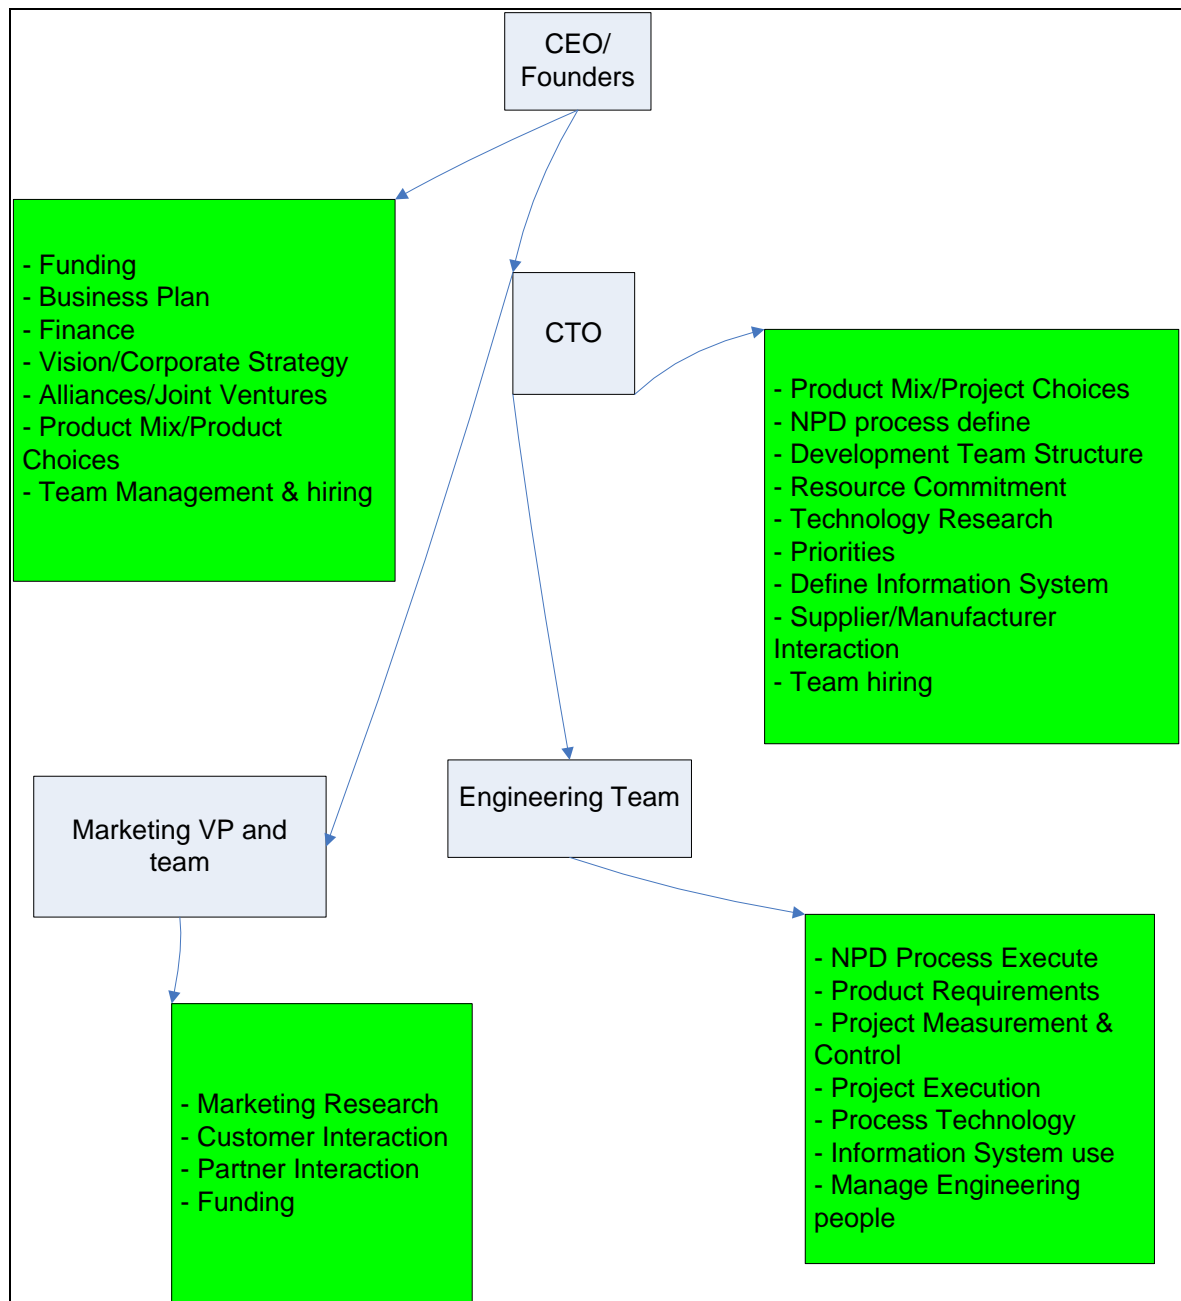 CEO/
Founders
- Funding
- Business Plan
- Finance
- Vision/Corporate Strategy
- Alliances/Joint Ventures
- Product Mix/Product
Choices
- Team Management & hiring
CTO
- Product Mix/Project Choices
- NPD process define
- Development Team Structure
- Resource Commitment
- Technology Research
- Priorities
- Define Information System
- Supplier/Manufacturer
Interaction
- Team hiring
Marketing VP and
team
Engineering Team
- Marketing Research
- Customer Interaction
- Partner Interaction
- Funding
- NPD Process Execute
- Product Requirements
- Project Measurement &
Control
- Project Execution
- Process Technology
- Information System use
- Manage Engineering
people